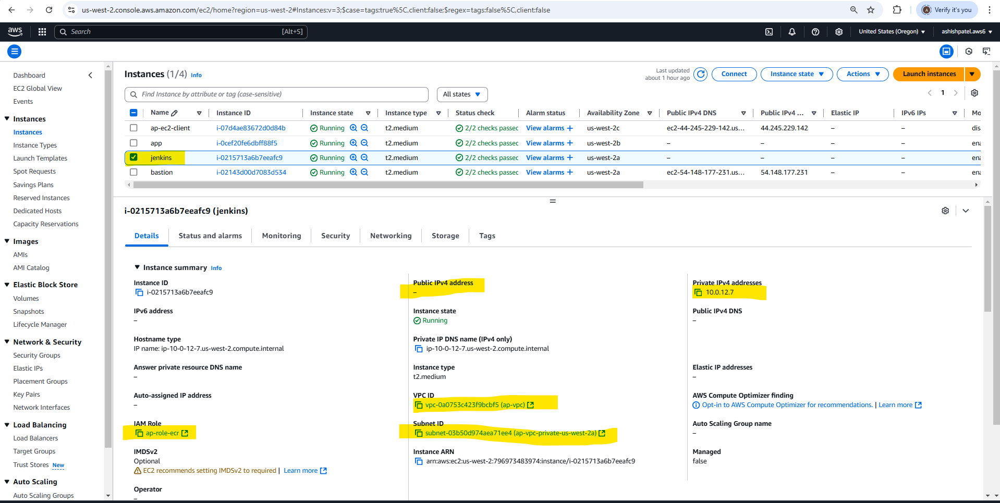 us-west-2.console.aws.amazon.com/ec2/home?region=us-west-2#Instances:v=3;$case=tags:true%5C,client:false;$regex=tags:false%5C,client:false
A
Verify it's you
aws
Search
[Alt+S]
United States (Oregon)
ashishpatel.aws6
Dashboard
EC2 Global View
Events
Instances
Instances
Instance Types
Launch Templates
Spot Requests
Savings Plans
Reserved Instances
Dedicated Hosts
Capacity Reservations
Images
AMIs
AMI Catalog
Elastic Block Store
Volumes
Snapshots
Lifecycle Manager
Network & Security
Security Groups
Elastic IPs
Placement Groups
Key Pairs
Network Interfaces
Load Balancing
Load Balancers
Target Groups
Trust Stores New
Auto Scaling
Auto Scaling Groups
Instances (1/4) Info
Last updated
about 1 hour ago
Connect
Instance state
Actions
Launch instances
Find Instance by attribute or tag (case-sensitive)
All states
1
Name Instance ID Instance state Instance type Status check Alarm status Availability Zone Public IPv4 DNS Public IPv4 ... Elastic IP IPv6 IPs Mo
ap-ec2-client i-07d4ae83672d0d84b Running t2.medium 2/2 checks passec View alarms + us-west-2c ec2-44-245-229-142.us... 44.245.229.142 – – dis
app i-0cef20fe6dbff88f5 Running t2.medium 2/2 checks passec View alarms + us-west-2b – – – – ena
jenkins i-0215713a6b7eeafc9 Running t2.medium 2/2 checks passec View alarms + us-west-2a – – – – ena
bastion i-02143d00d7083d534 Running t2.medium 2/2 checks passec View alarms + us-west-2a ec2-54-148-177-231.us... 54.148.177.231 – – ena
i-0215713a6b7eeafc9 (jenkins)
Details Status and alarms Monitoring Security Networking Storage Tags
Instance summary Info
Instance ID
i-0215713a6b7eeafc9
Public IPv4 address
–
Private IPv4 addresses
10.0.12.7
IPv6 address
–
Instance state
Running
Public IPv4 DNS
–
Hostname type
IP name: ip-10-0-12-7.us-west-2.compute.internal
Private IP DNS name (IPv4 only)
ip-10-0-12-7.us-west-2.compute.internal
Answer private resource DNS name
–
Instance type
t2.medium
Elastic IP addresses
–
Auto-assigned IP address
–
VPC ID
vpc-0a0753c423f9bcbf5 (ap-vpc)
AWS Compute Optimizer finding
Opt-in to AWS Compute Optimizer for recommendations. | Learn more
IAM Role
ap-role-ecr
Subnet ID
subnet-03b50d974aea71ee4 (ap-vpc-private-us-west-2a)
Auto Scaling Group name
–
IMDSv2
Optional
EC2 recommends setting IMDSv2 to required | Learn more
Instance ARN
arn:aws:ec2:us-west-2:796973483974:instance/i-0215713a6b7eeafc9
Managed
false
Operator
–